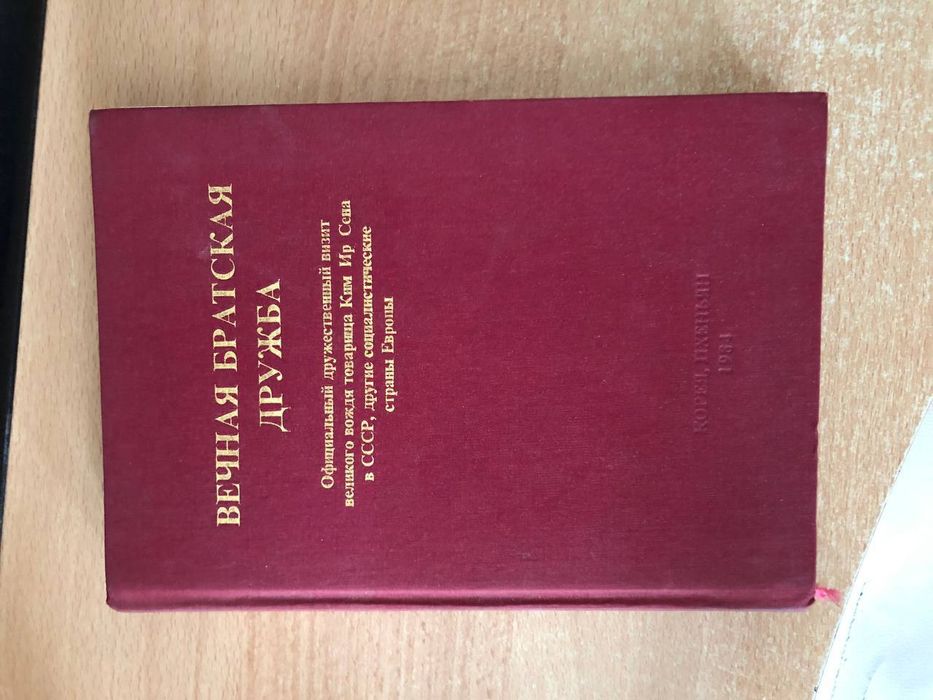 ВЕЧНАЯ БРАТСКАЯ
ДРУЖБА
Официальный дружественный визит
великого вождя товарища Ким Ир Сена
в СССР, другие социалистические
страны Европы
КОРЕЯ, ПХЕНЬЯН
1984